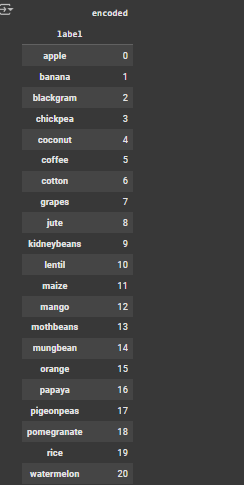 encoded
label
apple 0
banana 1
blackgram 2
chickpea 3
coconut 4
coffee 5
cotton 6
grapes 7
jute 8
kidneybeans 9
lentil 10
maize 11
mango 12
mothbeans 13
mungbean 14
orange 15
papaya 16
pigeonpeas 17
pomegranate 18
rice 19
watermelon 20